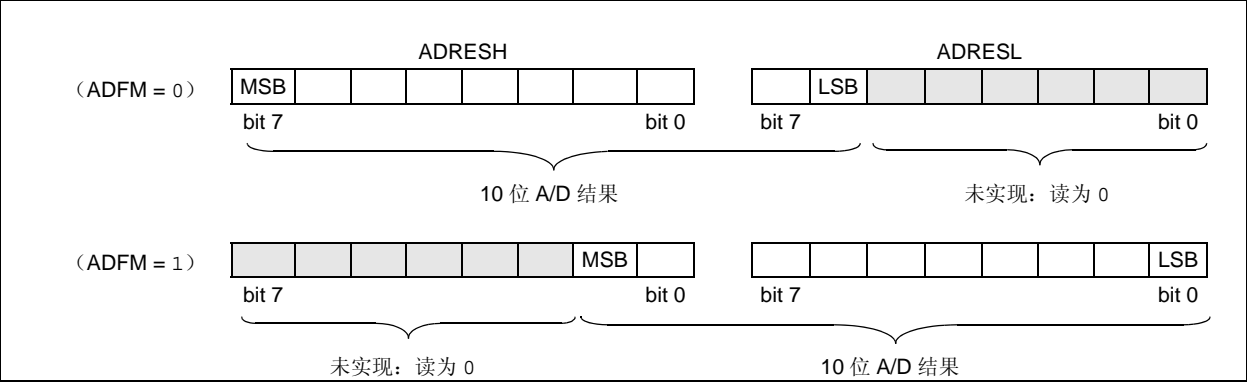 ADRESH ADRESL
（ADFM = 0） MSB LSB
bit 7 bit 0 bit 7 bit 0
10 位 A/D 结果 未实现：读为 0
（ADFM = 1） MSB LSB
bit 7 bit 0 bit 7 bit 0
未实现：读为 0 10 位 A/D 结果